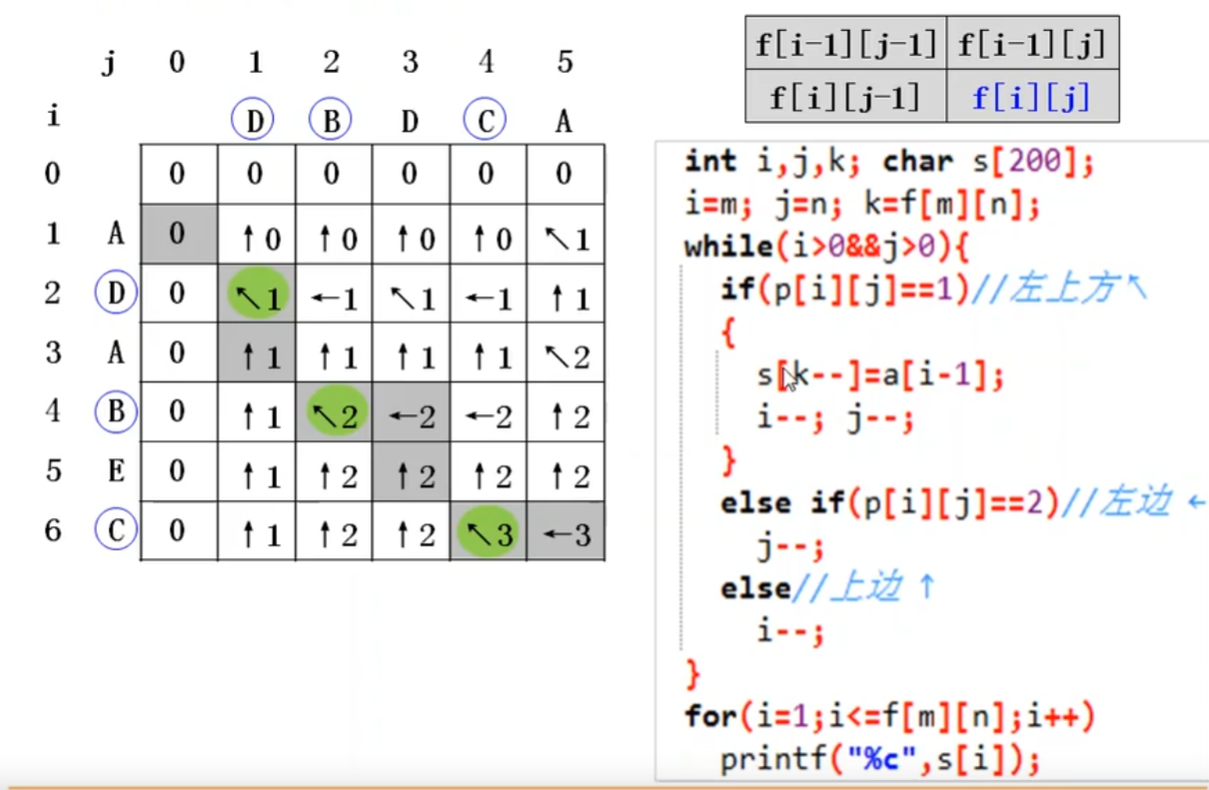 j 0 1 2 3 4 5
i D B D C A
0 0 0 0 0 0 0
1 A 0 ↑0 ↑0 ↑0 ↑0 ↖1
2 D 0 ↖1 ←1 ↖1 ←1 ↑1
3 A 0 ↑1 ↑1 ↑1 ↑1 ↖2
4 B 0 ↑1 ↖2 ←2 ←2 ↑2
5 E 0 ↑1 ↑2 ↑2 ↑2 ↑2
6 C 0 ↑1 ↑2 ↑2 ↖3 ←3
f[i-1][j-1] f[i-1][j]
f[i][j-1] f[i][j]
int i,j,k; char s[200];
i=m; j=n; k=f[m][n];
while(i>0&&j>0){
if(p[i][j]==1)//左上方↖
{
s[k--]=a[i-1];
i--; j--;
}
else if(p[i][j]==2)//左边 ←
j--;
else//上边 ↑
i--;
}
for(i=1;i<=f[m][n];i++)
printf("%c",s[i]);